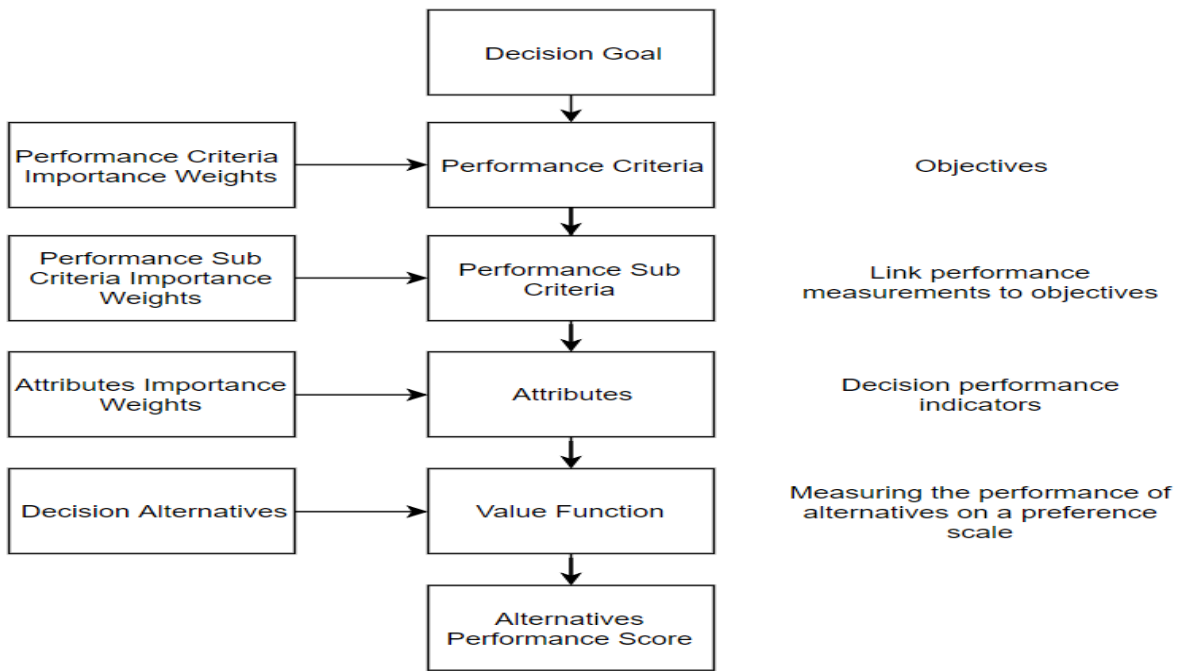 Decision Goal
Performance Criteria
Importance Weights
Performance Criteria
Objectives
Performance Sub
Criteria Importance
Weights
Performance Sub
Criteria
Link performance
measurements to objectives
Attributes Importance
Weights
Attributes
Decision performance
indicators
Decision Alternatives
Value Function
Measuring the performance of
alternatives on a preference
scale
Alternatives
Performance Score